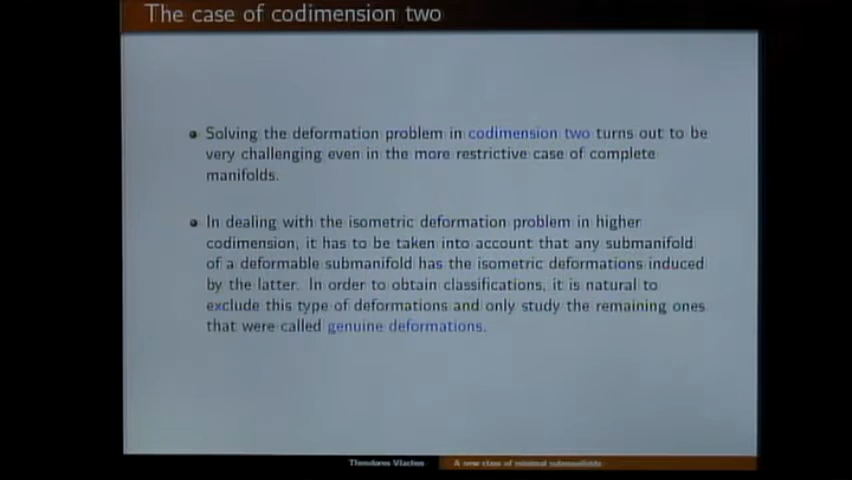 The case of codimension two
Solving the deformation problem in codimension two turns out to be
very challenging even in the more restrictive case of complete
manifolds.
In dealing with the isometric deformation problem in higher
codimension, it has to be taken into account that any submanifold
of a deformable submanifold has the isometric deformations induced
by the latter. In order to obtain classifications, it is natural to
exclude this type of deformations and only study the remaining ones
that were called genuine deformations.
Theodoros Vlachos
A new class of minimal submanifolds